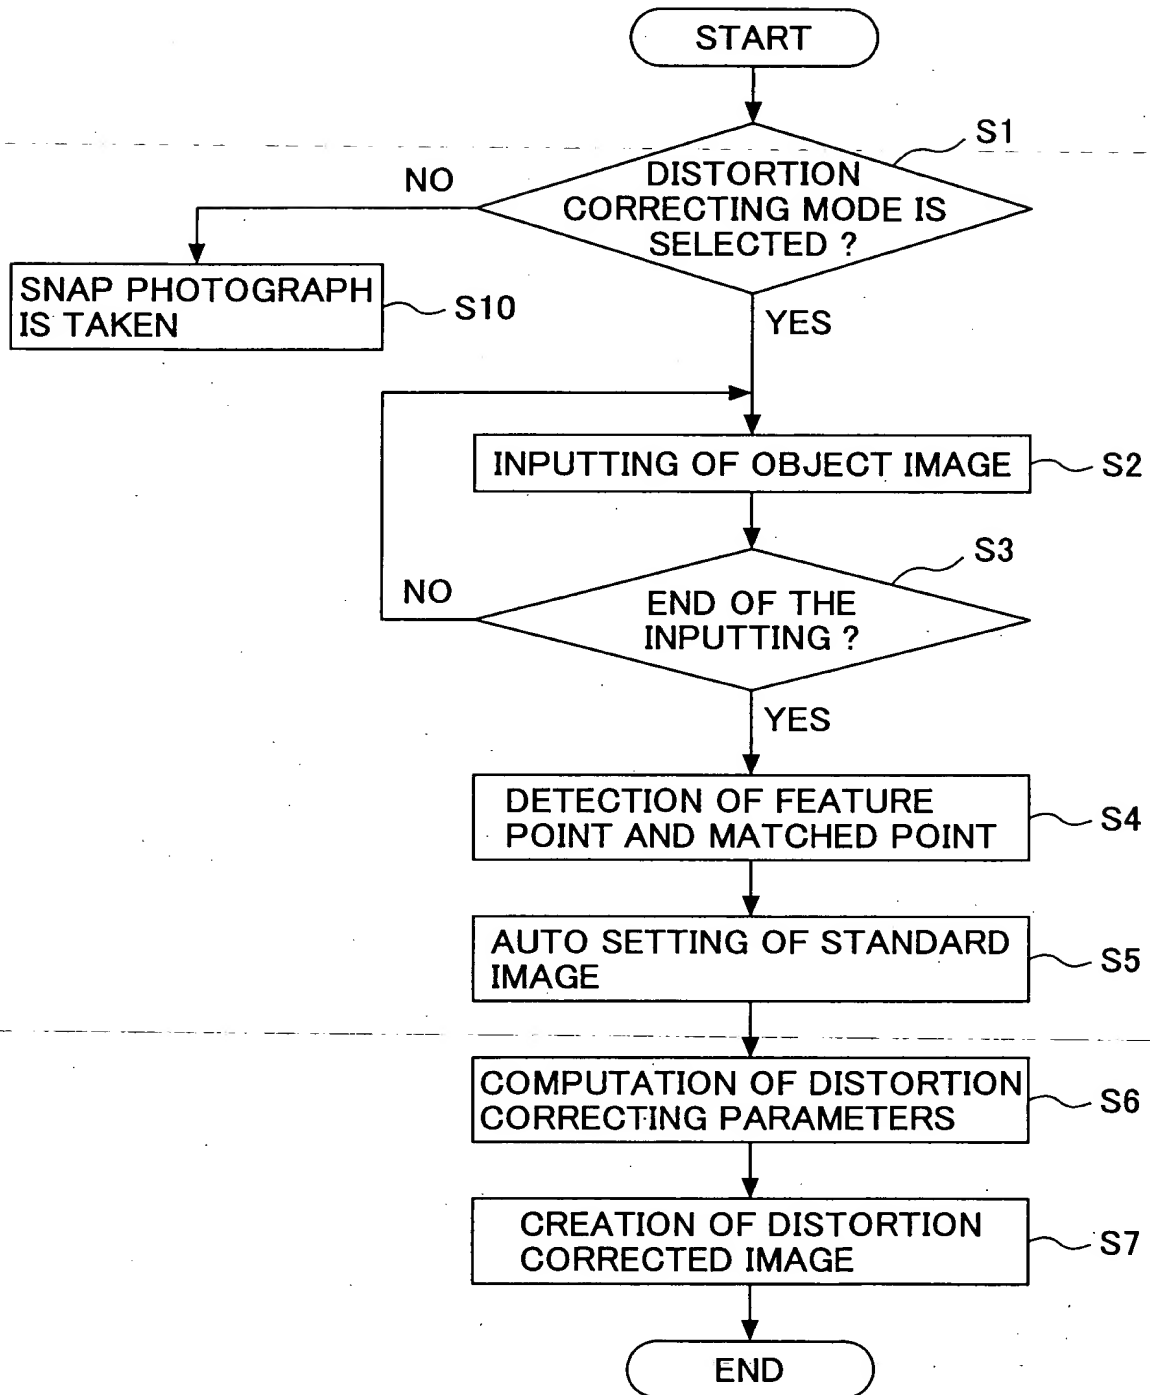 START
S1
DISTORTION
CORRECTING MODE IS
SELECTED ?
NO
SNAP PHOTOGRAPH
IS TAKEN
S10
YES
INPUTTING OF OBJECT IMAGE
S2
S3
END OF THE
INPUTTING ?
NO
YES
DETECTION OF FEATURE
POINT AND MATCHED POINT
S4
AUTO SETTING OF STANDARD
IMAGE
S5
COMPUTATION OF DISTORTION
CORRECTING PARAMETERS
S6
CREATION OF DISTORTION
CORRECTED IMAGE
S7
END